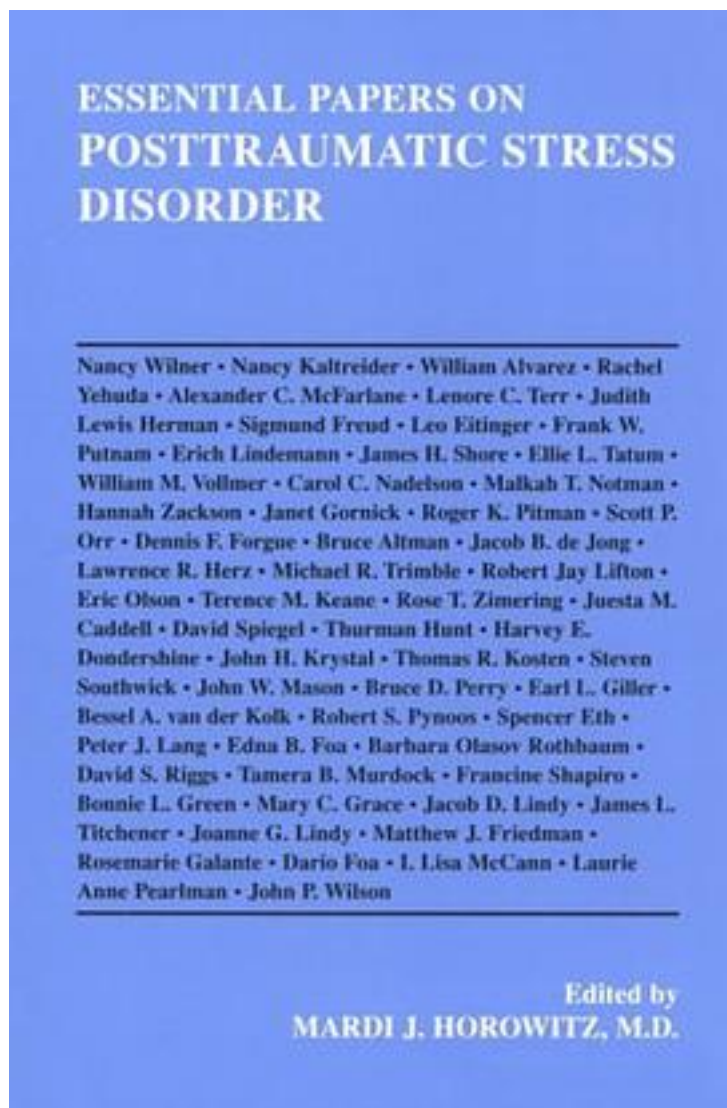 ESSENTIAL PAPERS ON
POSTTRAUMATIC STRESS
DISORDER
Nancy Wilner • Nancy Kaltreider • William Alvarez • Rachel
Yehuda • Alexander C. McFarlane • Lenore C. Terr • Judith
Lewis Herman • Sigmund Freud • Leo Eitinger • Frank W.
Putnam • Erich Lindemann • James H. Shore • Ellie L. Tatum •
William M. Vollmer • Carol C. Nadelson • Malkah T. Notman •
Hannah Zackson • Janet Gornick • Roger K. Pitman • Scott P.
Orr • Dennis F. Forgue • Bruce Altman • Jacob B. de Jong •
Lawrence R. Herz • Michael R. Trimble • Robert Jay Lifton •
Eric Olson • Terence M. Keane • Rose T. Zimering • Juesta M.
Caddell • David Spiegel • Thurman Hunt • Harvey E.
Dondershine • John H. Krystal • Thomas R. Kosten • Steven
Southwick • John W. Mason • Bruce D. Perry • Earl L. Giller •
Bessel A. van der Kolk • Robert S. Pynoos • Spencer Eth •
Peter J. Lang • Edna B. Foa • Barbara Olasov Rothbaum •
David S. Riggs • Tamera B. Murdock • Francine Shapiro •
Bonnie L. Green • Mary C. Grace • Jacob D. Lindy • James L.
Titchener • Joanne G. Lindy • Matthew J. Friedman •
Rosemarie Galante • Dario Foa • I. Lisa McCann • Laurie
Anne Pearlman • John P. Wilson
Edited by
MARDI J. HOROWITZ, M.D.